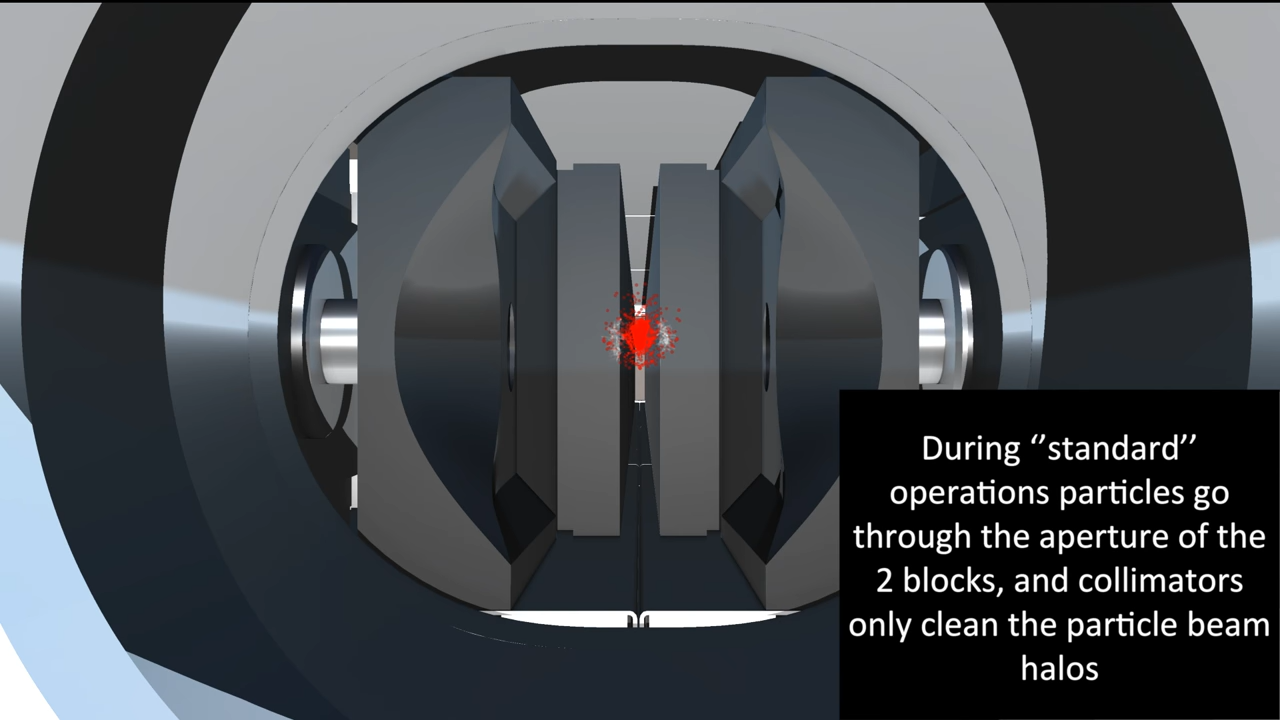 During ‘’standard’’
operations particles go
through the aperture of the
2 blocks, and collimators
only clean the particle beam
halos